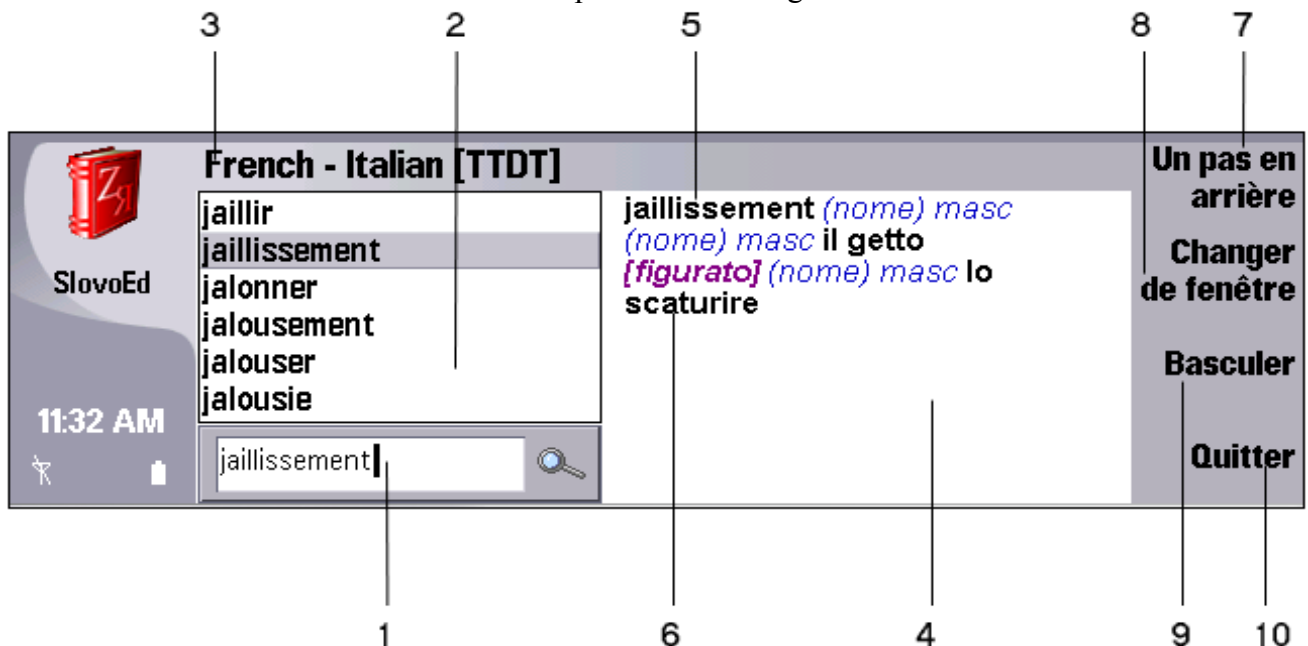 3 2 5 8 7
French - Italian [TTDT]
SlovoEd
11:32 AM
jaillir
jaillissement
jalonner
jalousement
jalouser
jalousie
jaillissement
jaillissement (nome) masc
(nome) masc il getto
[figurato] (nome) masc lo
scaturire
Un pas en
arrière
Changer
de fenêtre
Basculer
Quitter
1 6 4 9 10